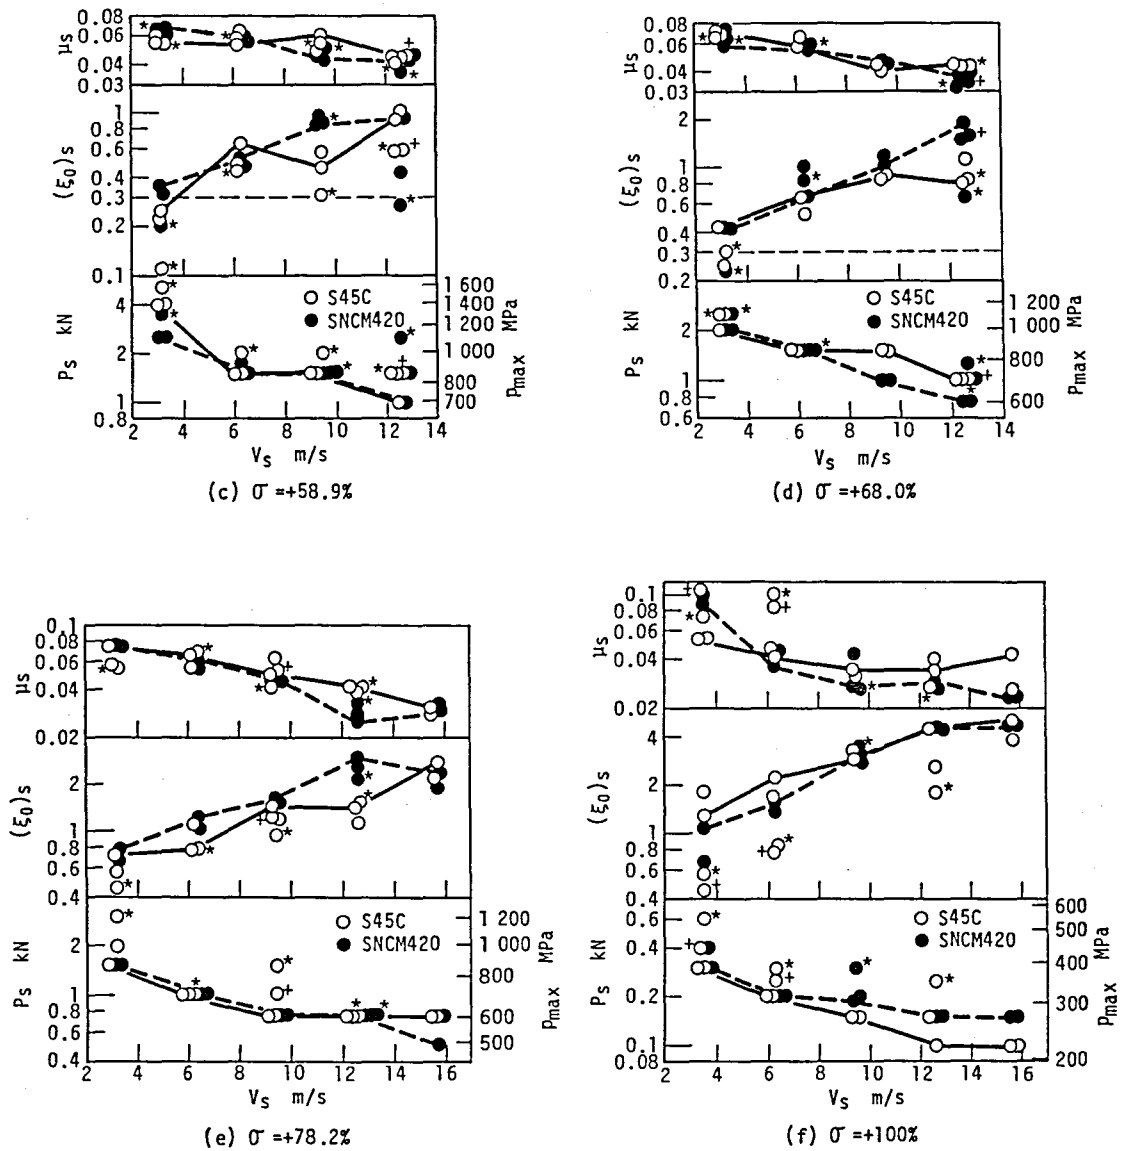 0.08
0.06
0.04
0.03
μs
1
0.8
0.6
0.4
0.3
0.2
0.1
(ξ0)s
4
2
1
0.8
Ps kN
S45C
SNCM420
1 600
1 400
1 200
1 000
800
700
Pmax MPa
2 4 6 8 10 12 14
Vs m/s
(c) σ=+58.9%
0.08
0.06
0.04
0.03
μs
2
1
0.8
0.6
0.4
0.3
0.2
(ξ0)s
2
1
0.8
0.6
Ps kN
S45C
SNCM420
1 200
1 000
800
600
Pmax MPa
2 4 6 8 10 12 14
Vs m/s
(d) σ=+68.0%
0.1
0.08
0.06
0.04
0.02
μs
2
1
0.8
0.6
0.4
(ξ0)s
2
1
0.8
0.6
0.4
Ps kN
S45C
SNCM420
1 200
1 000
800
600
500
Pmax MPa
2 4 6 8 10 12 14 16
Vs m/s
(e) σ=+78.2%
0.1
0.08
0.06
0.04
0.02
μs
4
2
1
0.8
0.6
0.4
(ξ0)s
0.6
0.4
0.2
0.1
Ps kN
S45C
SNCM420
600
500
400
300
200
Pmax MPa
2 4 6 8 10 12 14 16
Vs m/s
(f) σ=+100%